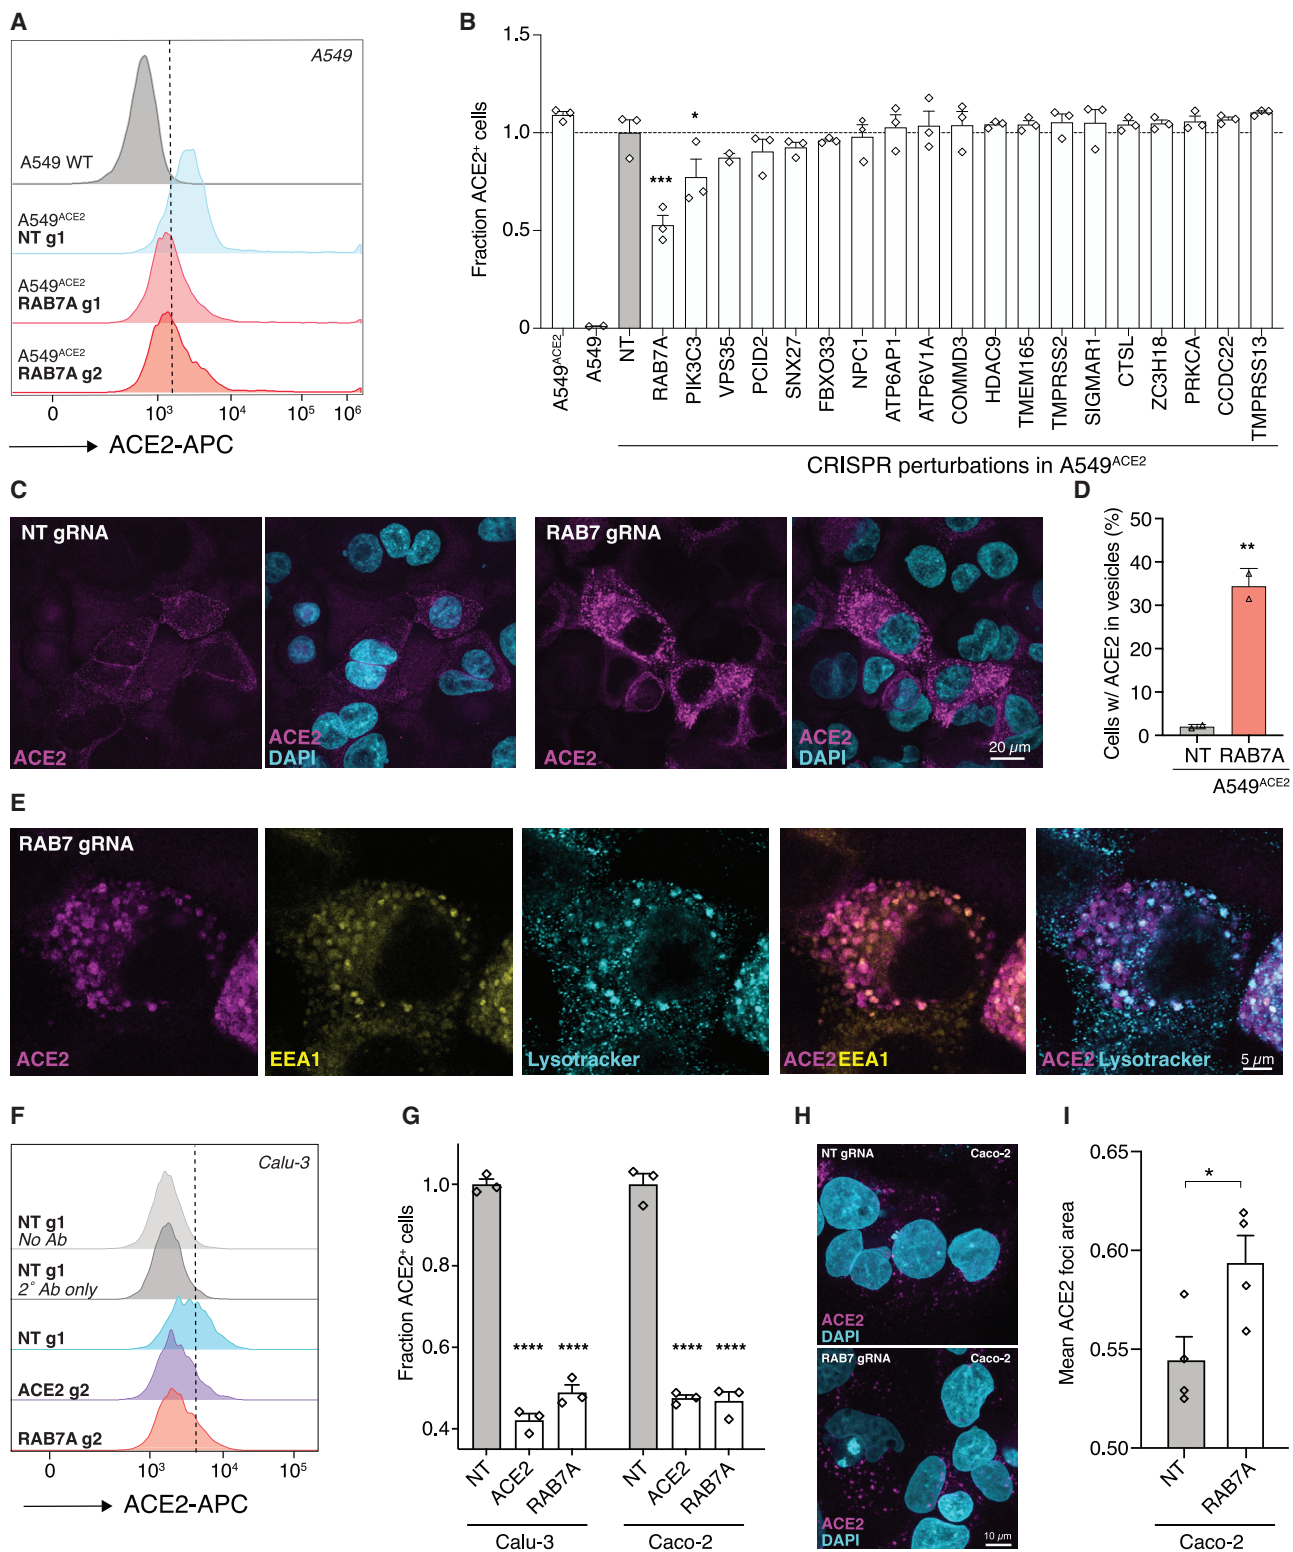 A
A549
A549 WT
A549ACE2
NT g1
A549ACE2
RAB7A g1
A549ACE2
RAB7A g2
0 10³ 10⁴ 10⁵ 10⁶
ACE2-APC
B
Fraction ACE2⁺ cells
1.5
1.0
0.5
0
***
*
A549ACE2
A549
NT
RAB7A
PIK3C3
VPS35
PCID2
SNX27
FBXO33
NPC1
ATP6AP1
ATP6V1A
COMMD3
HDAC9
TMEM165
TMPRSS2
SIGMAR1
CTSL
ZC3H18
PRKCA
CCDC22
TMPRSS13
CRISPR perturbations in A549ACE2
C
NT gRNA
ACE2
ACE2
DAPI
RAB7 gRNA
ACE2
ACE2
DAPI
20 µm
D
Cells w/ ACE2 in vesicles (%)
50
40
30
20
10
0
**
NT RAB7A
A549ACE2
E
RAB7 gRNA
ACE2
EEA1
Lysotracker
ACE2EEA1
ACE2Lysotracker
5 µm
F
Calu-3
NT g1
No Ab
NT g1
2° Ab only
NT g1
ACE2 g2
RAB7A g2
0 10³ 10⁴ 10⁵
ACE2-APC
G
Fraction ACE2⁺ cells
1.0
0.8
0.6
0.4
**** ****
**** ****
NT
ACE2
RAB7A
NT
ACE2
RAB7A
Calu-3
Caco-2
H
NT gRNA
Caco-2
ACE2
DAPI
RAB7 gRNA
Caco-2
ACE2
DAPI
10 µm
I
Mean ACE2 foci area
0.65
0.60
0.55
0.50
*
NT
RAB7A
Caco-2